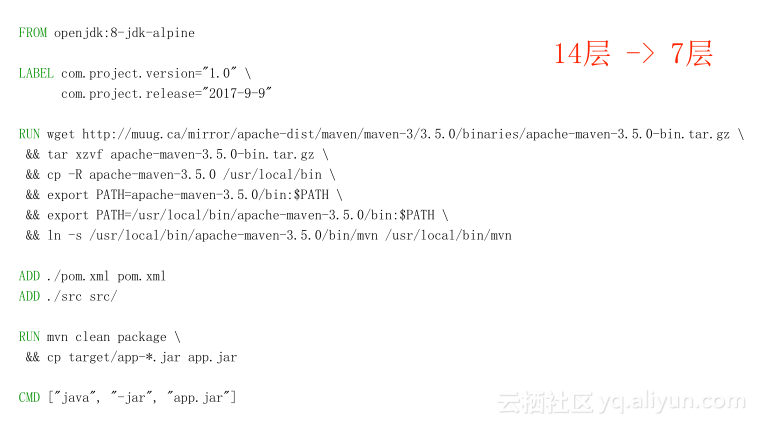 FROM openjdk:8-jdk-alpine
14层 -> 7层
LABEL com.project.version="1.0" \
com.project.release="2017-9-9"
RUN wget http://muug.ca/mirror/apache-dist/maven/maven-3/3.5.0/binaries/apache-maven-3.5.0-bin.tar.gz \
&& tar xzvf apache-maven-3.5.0-bin.tar.gz \
&& cp -R apache-maven-3.5.0 /usr/local/bin \
&& export PATH=apache-maven-3.5.0/bin:$PATH \
&& export PATH=/usr/local/bin/apache-maven-3.5.0/bin:$PATH \
&& ln -s /usr/local/bin/apache-maven-3.5.0/bin/mvn /usr/local/bin/mvn
ADD ./pom.xml pom.xml
ADD ./src src/
RUN mvn clean package \
&& cp target/app-*.jar app.jar
CMD ["java", "-jar", "app.jar"]
云栖社区 yq.aliyun.com